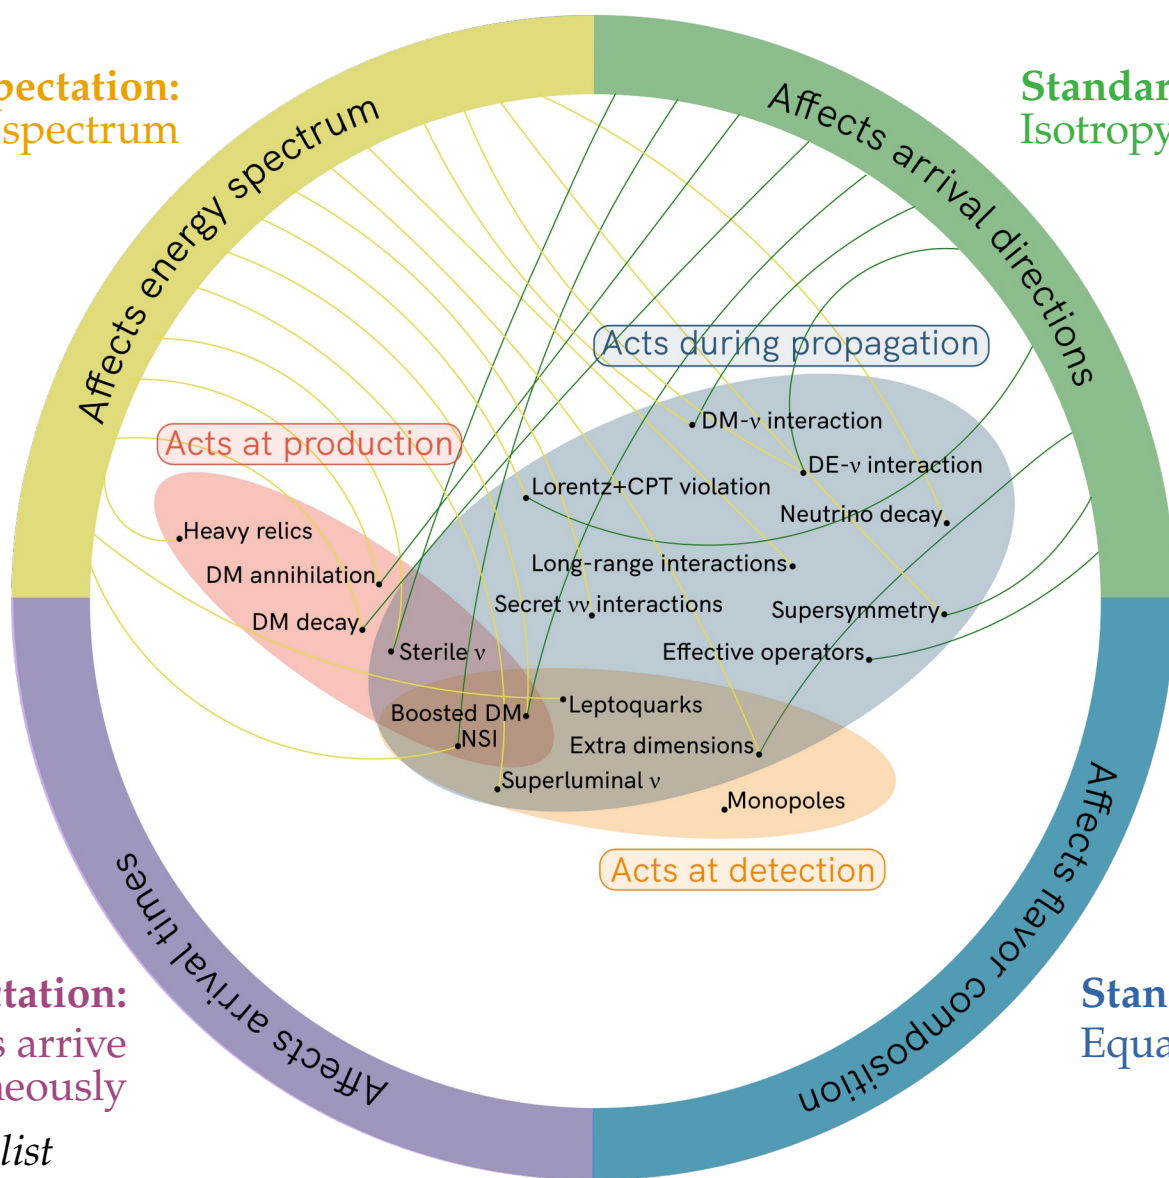 pectation:
spectrum
Standar
Isotropy
Affects energy spectrum
Affects arrival directions
Acts during propagation
DM-ν interaction
Acts at production
DE-ν interaction
Lorentz+CPT violation
Neutrino decay
Heavy relics
Long-range interactions
DM annihilation
Secret νν interactions
Supersymmetry
DM decay
Sterile ν
Effective operators
Leptoquarks
Boosted DM
NSI
Extra dimensions
Superluminal ν
Monopoles
Acts at detection
Affects arrival times
Affects flavor composition
tation:
s arrive
neously
list
Stan
Equa